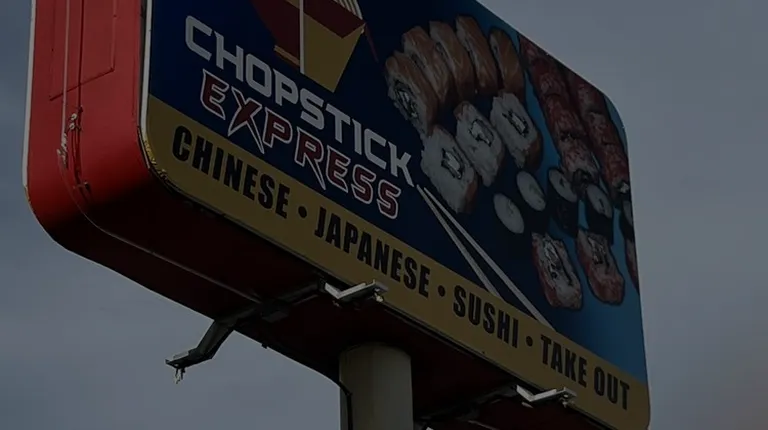 CHOPSTICK
EXPRESS
CHINESE • JAPANESE • SUSHI • TAKE OUT